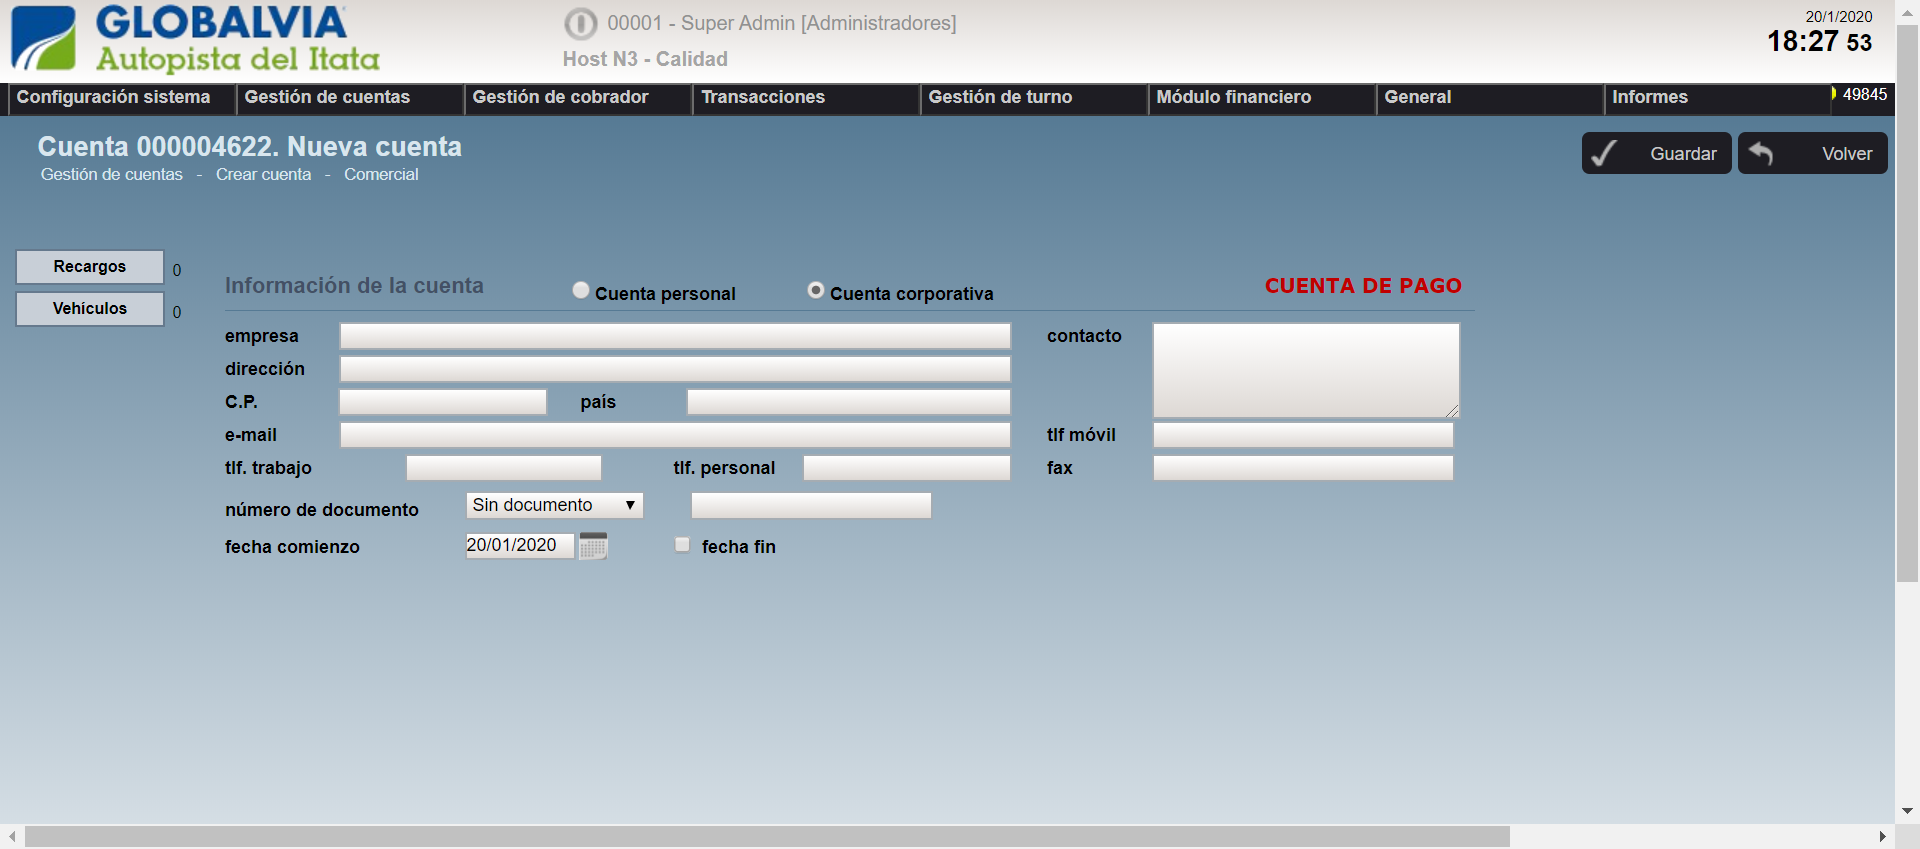 GLOBALVIA
Autopista del Itata
00001 - Super Admin [Administradores]
Host N3 - Calidad
20/1/2020
18:27 53
Configuración sistema Gestión de cuentas Gestión de cobrador Transacciones Gestión de turno Módulo financiero General Informes 49845
Cuenta 000004622. Nueva cuenta
Gestión de cuentas - Crear cuenta - Comercial
Guardar Volver
Recargos 0
Vehículos 0
Información de la cuenta Cuenta personal Cuenta corporativa CUENTA DE PAGO
empresa contacto
dirección
C.P. país
e-mail tlf móvil
tlf. trabajo tlf. personal fax
número de documento Sin documento
fecha comienzo 20/01/2020 fecha fin